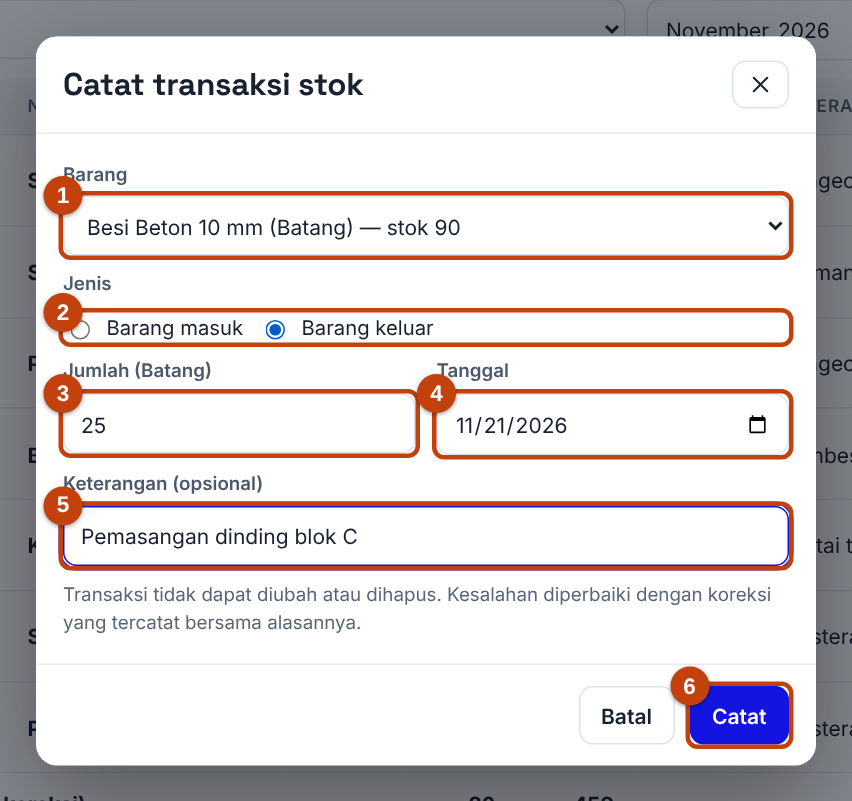 November 2026
Catat transaksi stok
Barang
1
Besi Beton 10 mm (Batang) — stok 90
Jenis
2
Barang masuk Barang keluar
Jumlah (Batang) Tanggal
3 4
25 11/21/2026
Keterangan (opsional)
5
Pemasangan dinding blok C
Transaksi tidak dapat diubah atau dihapus. Kesalahan diperbaiki dengan koreksi
yang tercatat bersama alasannya.
6
Batal Catat